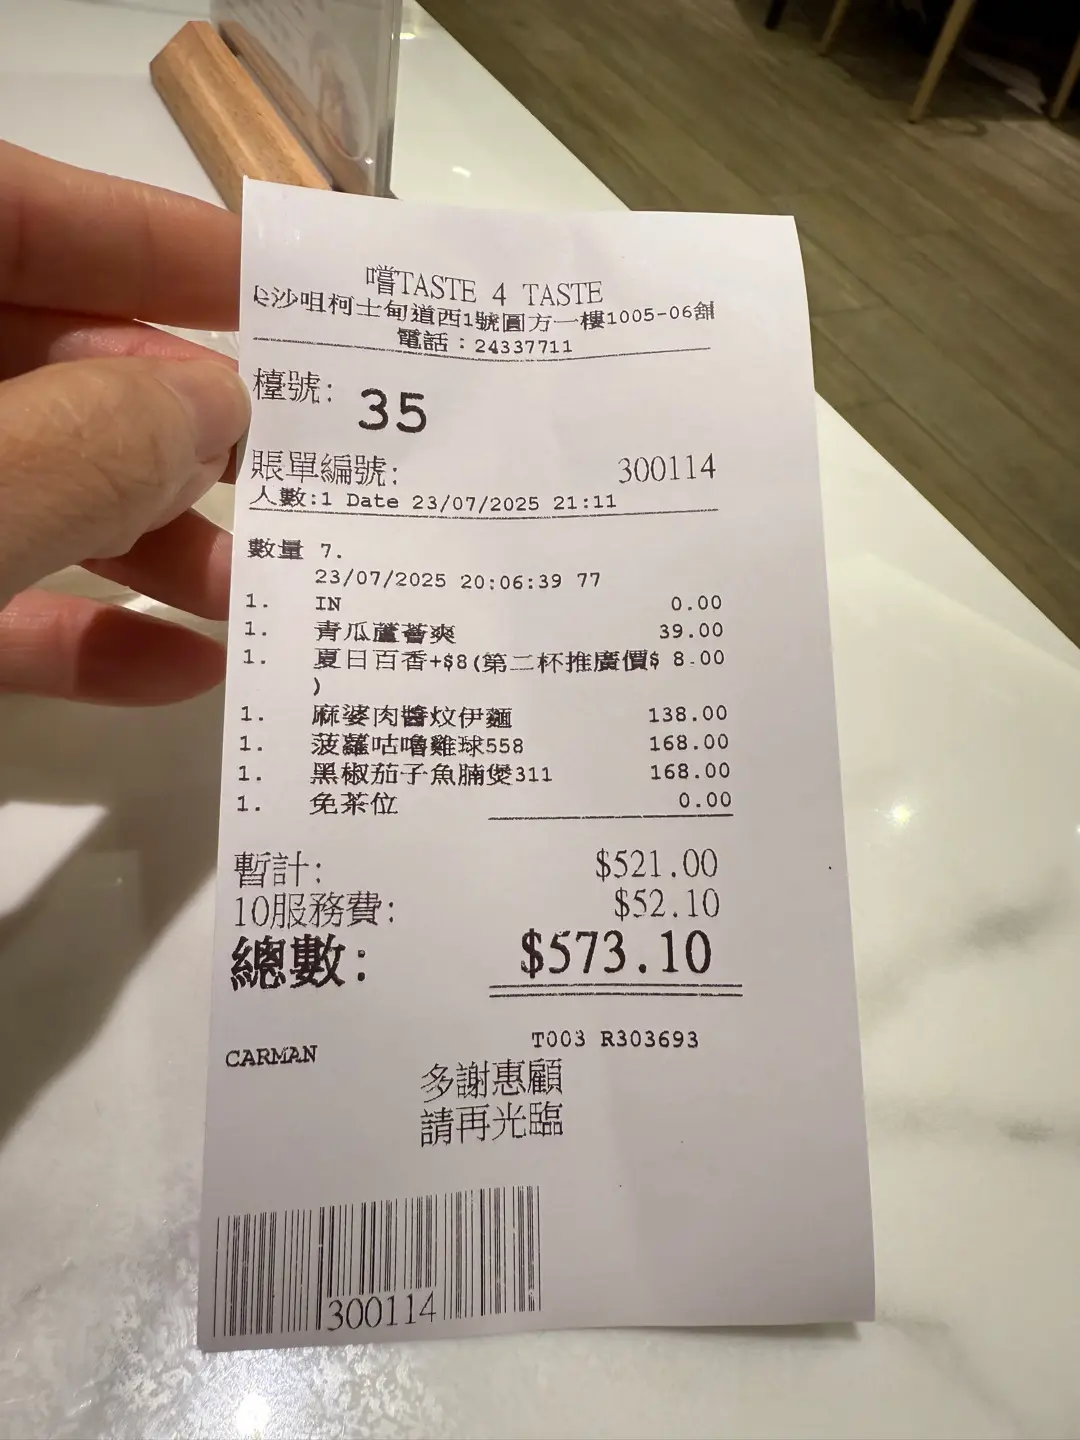 嚐TASTE 4 TASTE
尖沙咀柯士甸道西1號圓方一樓1005-06舖
電話：24337711
檯號: 35
賬單編號: 300114
人數:1 Date 23/07/2025 21:11
數量 7.
23/07/2025 20:06:39 77
1. IN 0.00
1. 青瓜蘆薈爽 39.00
1. 夏日百香+$8(第二杯推廣價$ 8.00
)
1. 麻婆肉醬炆伊麵 138.00
1. 菠蘿咕嚕雞球558 168.00
1. 黑椒茄子魚腩煲311 168.00
1. 免茶位 0.00
暫計: $521.00
10服務費: $52.10
總數: $573.10
T003 R303693
CARMAN
多謝惠顧
請再光臨
300114